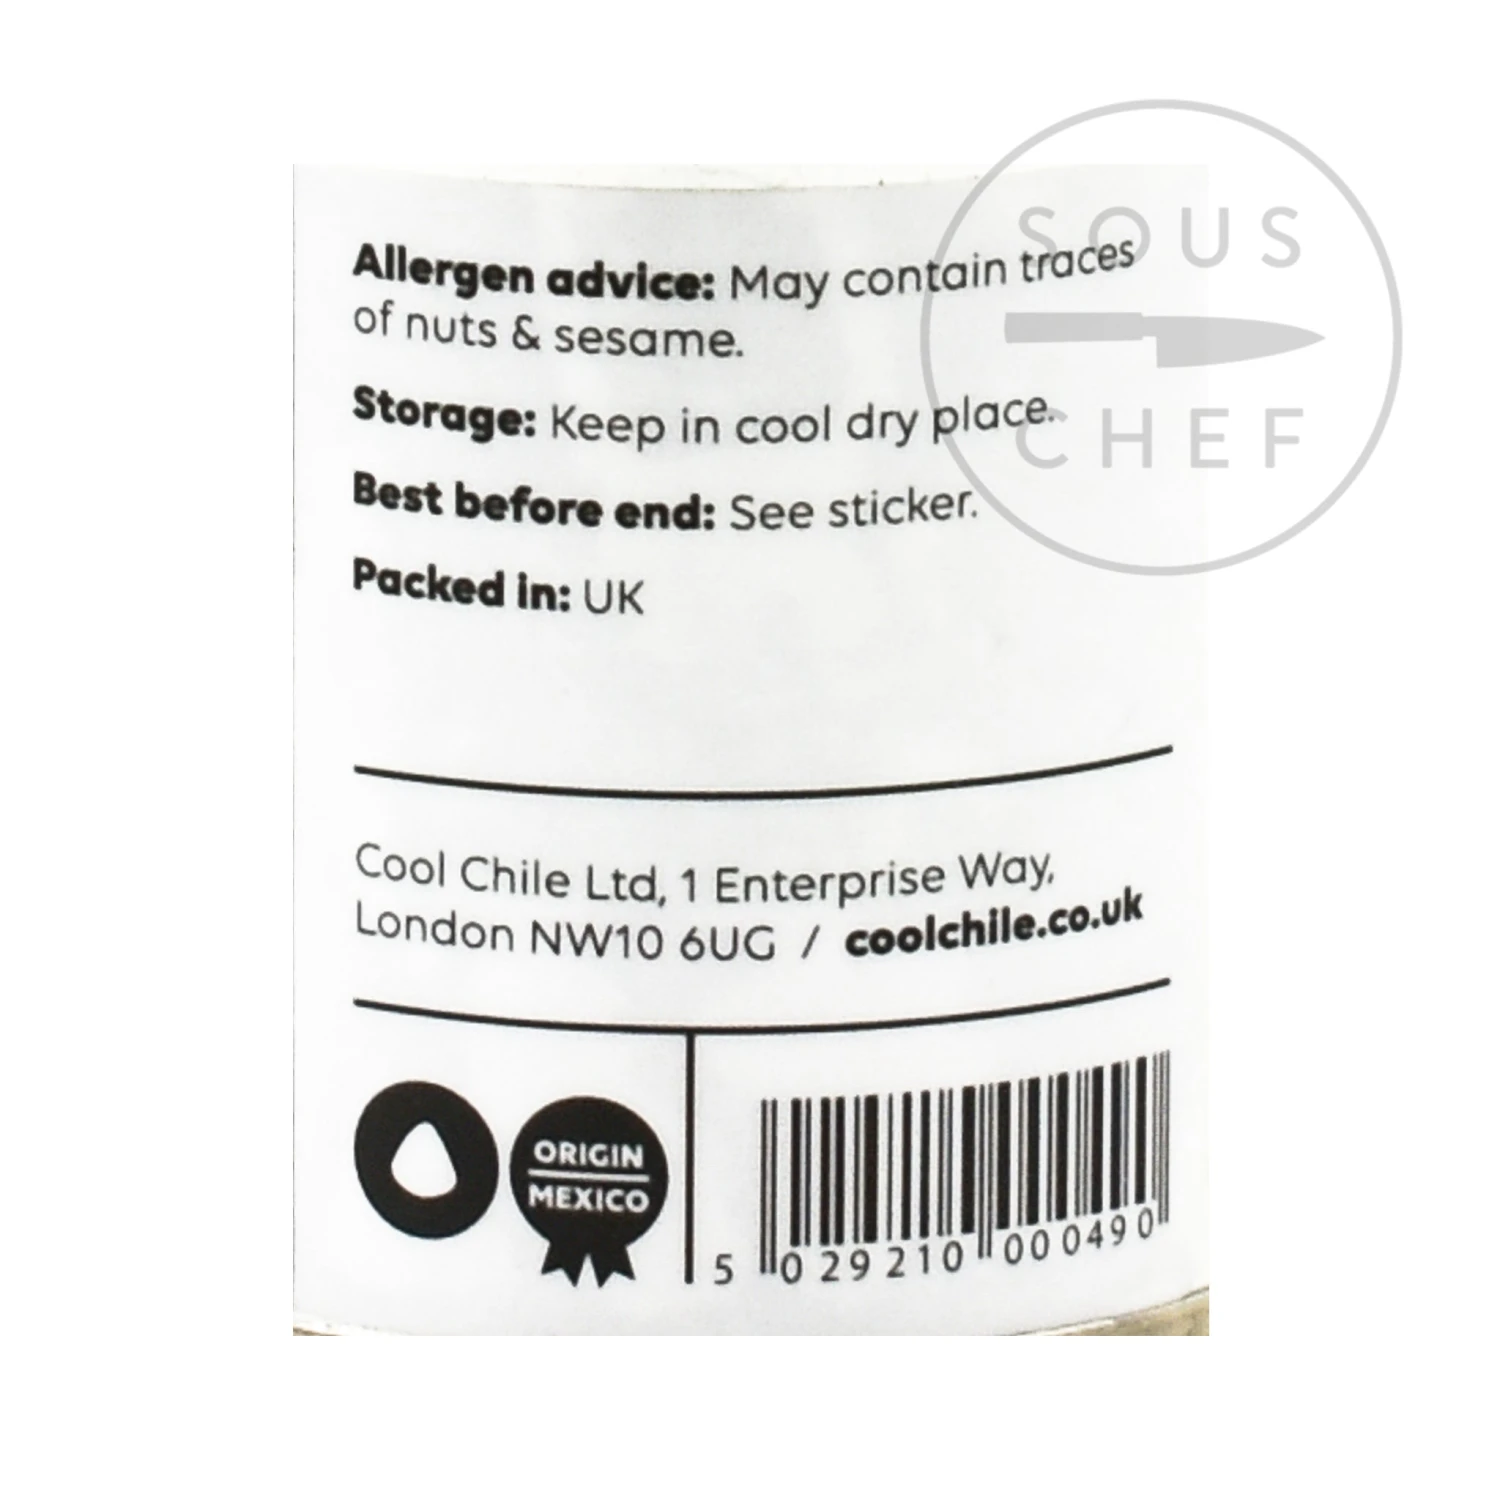 SOUS
CHEF
Allergen advice: May contain traces
of nuts & sesame.
Storage: Keep in cool dry place.
Best before end: See sticker.
Packed in: UK
Cool Chile Ltd, 1 Enterprise Way,
London NW10 6UG / coolchile.co.uk
ORIGIN
MEXICO
5 029210 000490